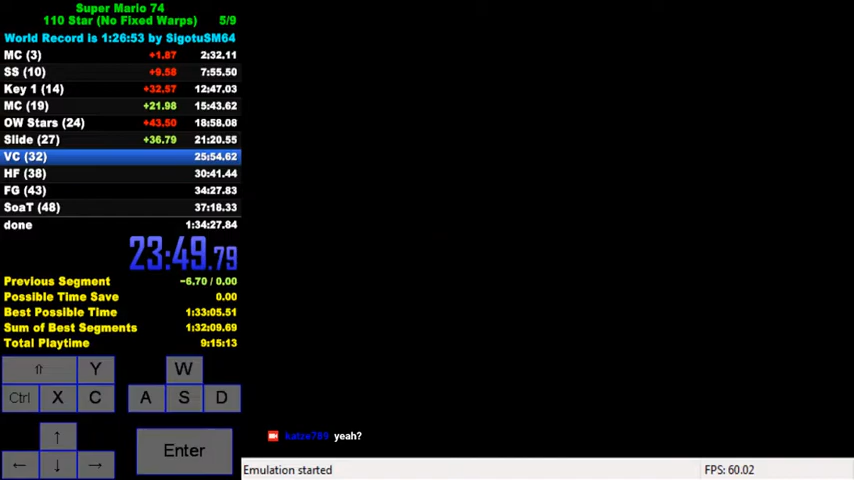 Super Mario 74
110 Star (No Fixed Warps) 5/9
World Record is 1:26:53 by SigotuSM64
MC (3) +1.87 2:32.11
SS (10) +9.58 7:55.50
Key 1 (14) +32.57 12:47.03
MC (19) +21.98 15:43.62
OW Stars (24) +43.50 18:58.08
Slide (27) +36.79 21:20.55
VC (32) 25:54.62
HF (38) 30:41.44
FG (43) 34:27.83
SoaT (48) 37:18.33
done 1:34:27.84
23:49.79
Previous Segment -6.70 / 0.00
Possible Time Save 0.00
Best Possible Time 1:33:05.51
Sum of Best Segments 1:32:09.69
Total Playtime 9:15:13
⇧ Y W
Ctrl X C A S D
↑
← ↓ → Enter
katze789 yeah?
Emulation started FPS: 60.02